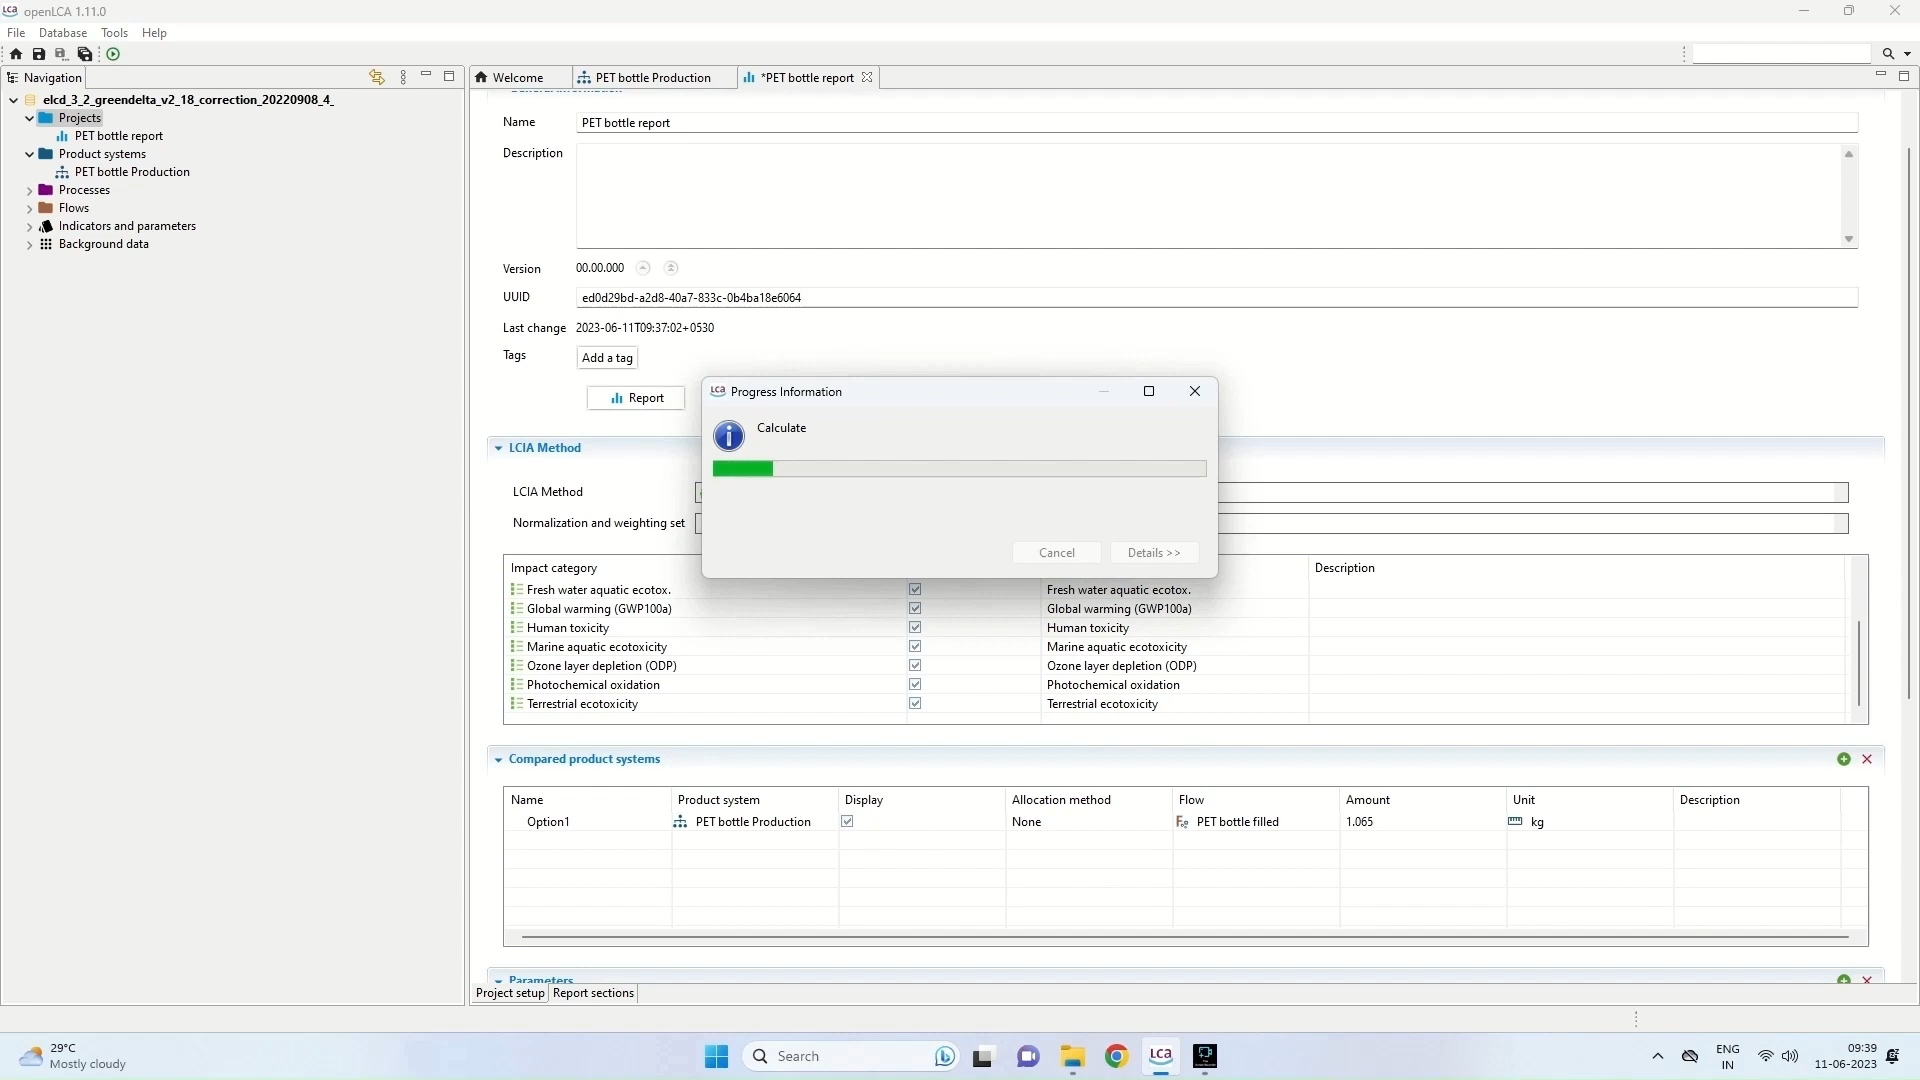 LCA openLCA 1.11.0
File Database Tools Help
Navigation
Welcome PET bottle Production *PET bottle report
elcd_3_2_greendelta_v2_18_correction_20220908_4_
Projects
PET bottle report
Product systems
PET bottle Production
Processes
Flows
Indicators and parameters
Background data
General information
Name PET bottle report
Description
Version 00.00.000
UUID ed0d29bd-a2d8-40a7-833c-0b4ba18e6064
Last change 2023-06-11T09:37:02+0530
Tags Add a tag
Report
LCA Progress Information
Calculate
Cancel Details >>
LCIA Method
LCIA Method
Normalization and weighting set
Impact category Description
Fresh water aquatic ecotox. Fresh water aquatic ecotox.
Global warming (GWP100a) Global warming (GWP100a)
Human toxicity Human toxicity
Marine aquatic ecotoxicity Marine aquatic ecotoxicity
Ozone layer depletion (ODP) Ozone layer depletion (ODP)
Photochemical oxidation Photochemical oxidation
Terrestrial ecotoxicity Terrestrial ecotoxicity
Compared product systems
Name Product system Display Allocation method Flow Amount Unit Description
Option1 PET bottle Production None PET bottle filled 1.065 kg
Parameters
Project setup Report sections
29°C
Mostly cloudy
Search
LCA
ENG
IN
09:39
11-06-2023